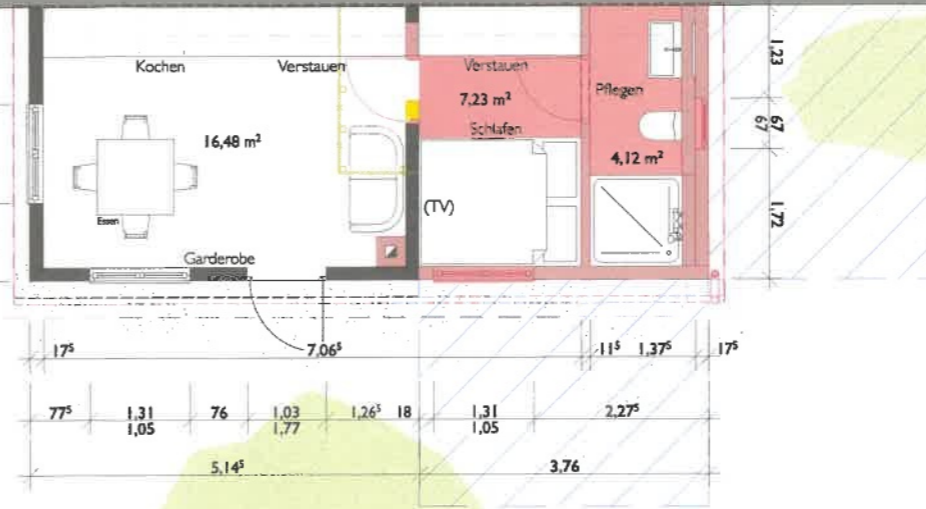 Kochen
Verstauen
Verstauen
Pflegen
7,23 m²
16,48 m²
Schlafen
4,12 m²
(TV)
Essen
Garderobe
1,23
67
67
1,72
17⁵
7,06⁵
11⁵
1,37⁵
17⁵
77⁵
1,31
76
1,03
1,26⁵
18
1,31
2,27⁵
1,05
1,77
1,05
5,14⁵
3,76